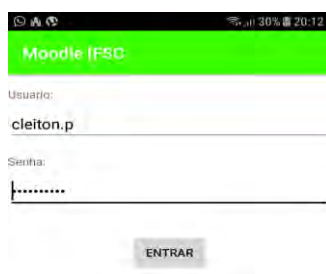 30% 20:12
Moodle IFSC
Usuario:
cleiton.p
Senha:
••••••••••
ENTRAR